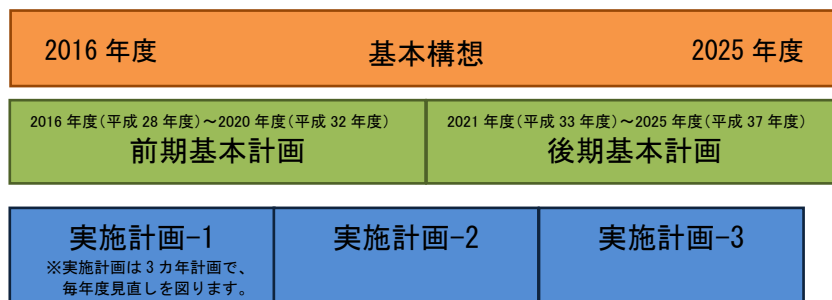 2016 年度 基本構想 2025 年度
2016 年度(平成 28 年度)～2020 年度(平成 32 年度)
前期基本計画
2021 年度(平成 33 年度)～2025 年度(平成 37 年度)
後期基本計画
実施計画−1
※実施計画は 3 カ年計画で、
毎年度見直しを図ります。
実施計画−2
実施計画−3